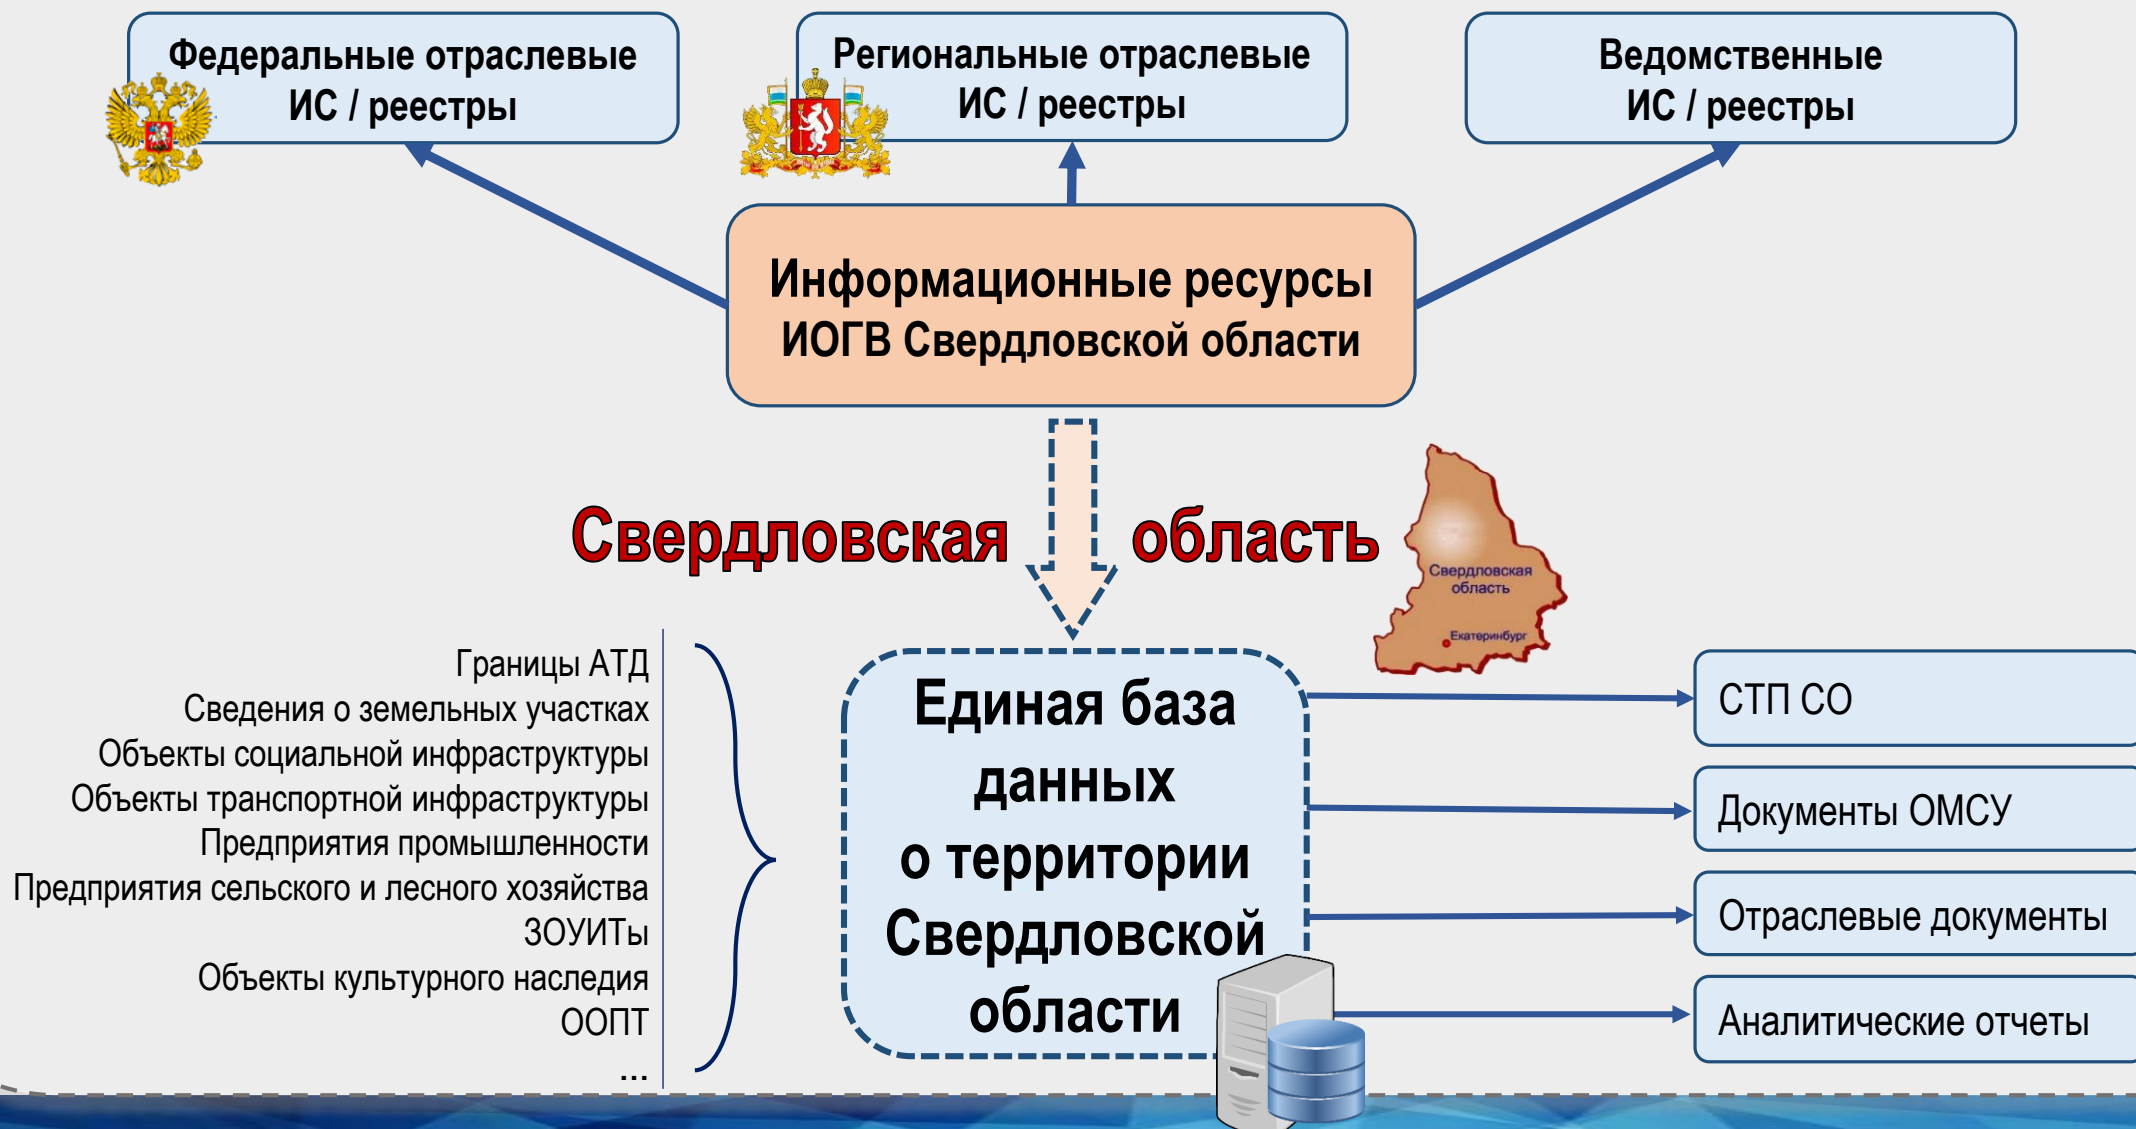 Федеральные отраслевые
ИС / реестры
Региональные отраслевые
ИС / реестры
Ведомственные
ИС / реестры
Информационные ресурсы
ИОГВ Свердловской области
Свердловская область
Свердловская
область
Екатеринбург
Границы АТД
Сведения о земельных участках
Объекты социальной инфраструктуры
Объекты транспортной инфраструктуры
Предприятия промышленности
Предприятия сельского и лесного хозяйства
ЗОУИТы
Объекты культурного наследия
ООПТ
...
Единая база
данных
о территории
Свердловской
области
СТП СО
Документы ОМСУ
Отраслевые документы
Аналитические отчеты